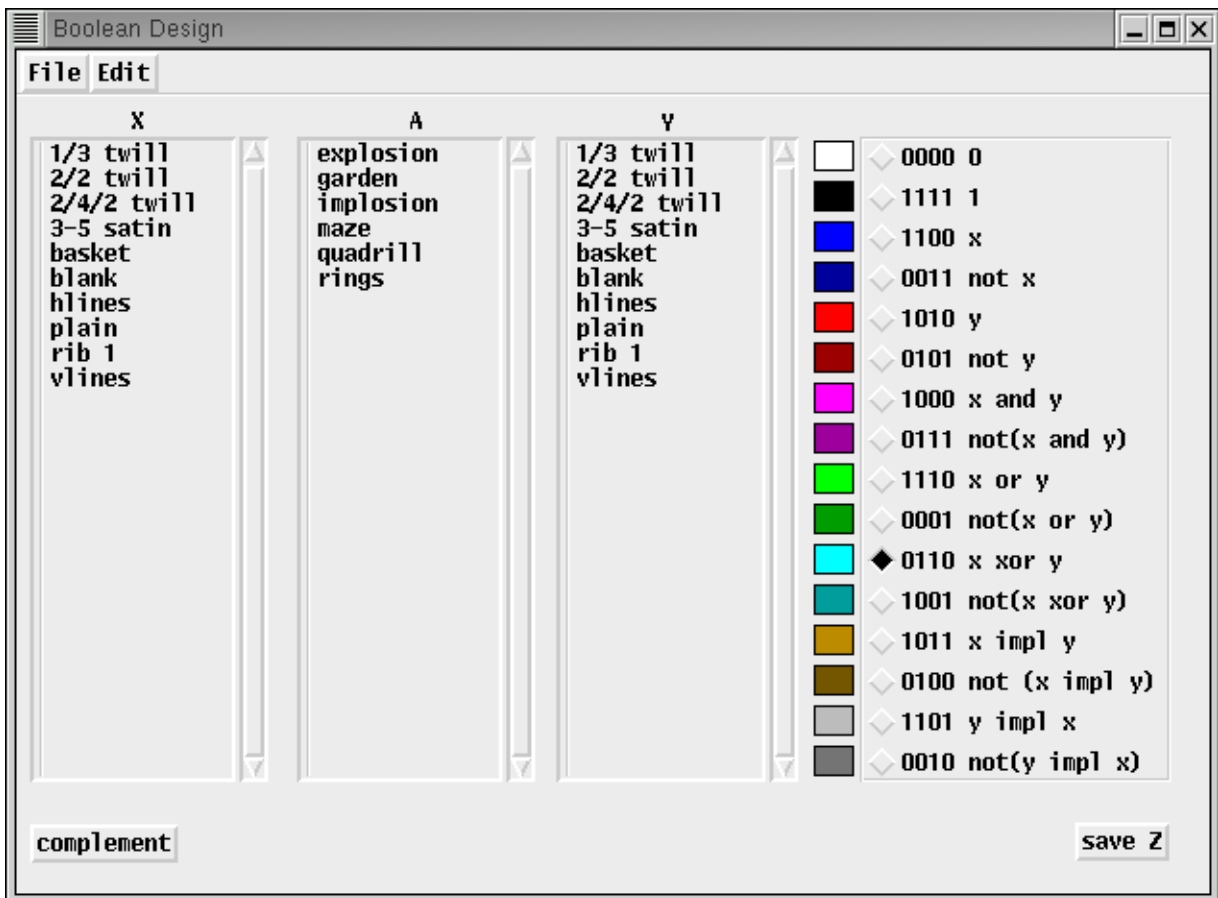 Boolean Design
File Edit
X
1/3 twill
2/2 twill
2/4/2 twill
3-5 satin
basket
blank
hlines
plain
rib 1
vlines
A
explosion
garden
implosion
maze
quadrill
rings
Y
1/3 twill
2/2 twill
2/4/2 twill
3-5 satin
basket
blank
hlines
plain
rib 1
vlines
0000 0
1111 1
1100 x
0011 not x
1010 y
0101 not y
1000 x and y
0111 not(x and y)
1110 x or y
0001 not(x or y)
0110 x xor y
1001 not(x xor y)
1011 x impl y
0100 not (x impl y)
1101 y impl x
0010 not(y impl x)
complement
save Z